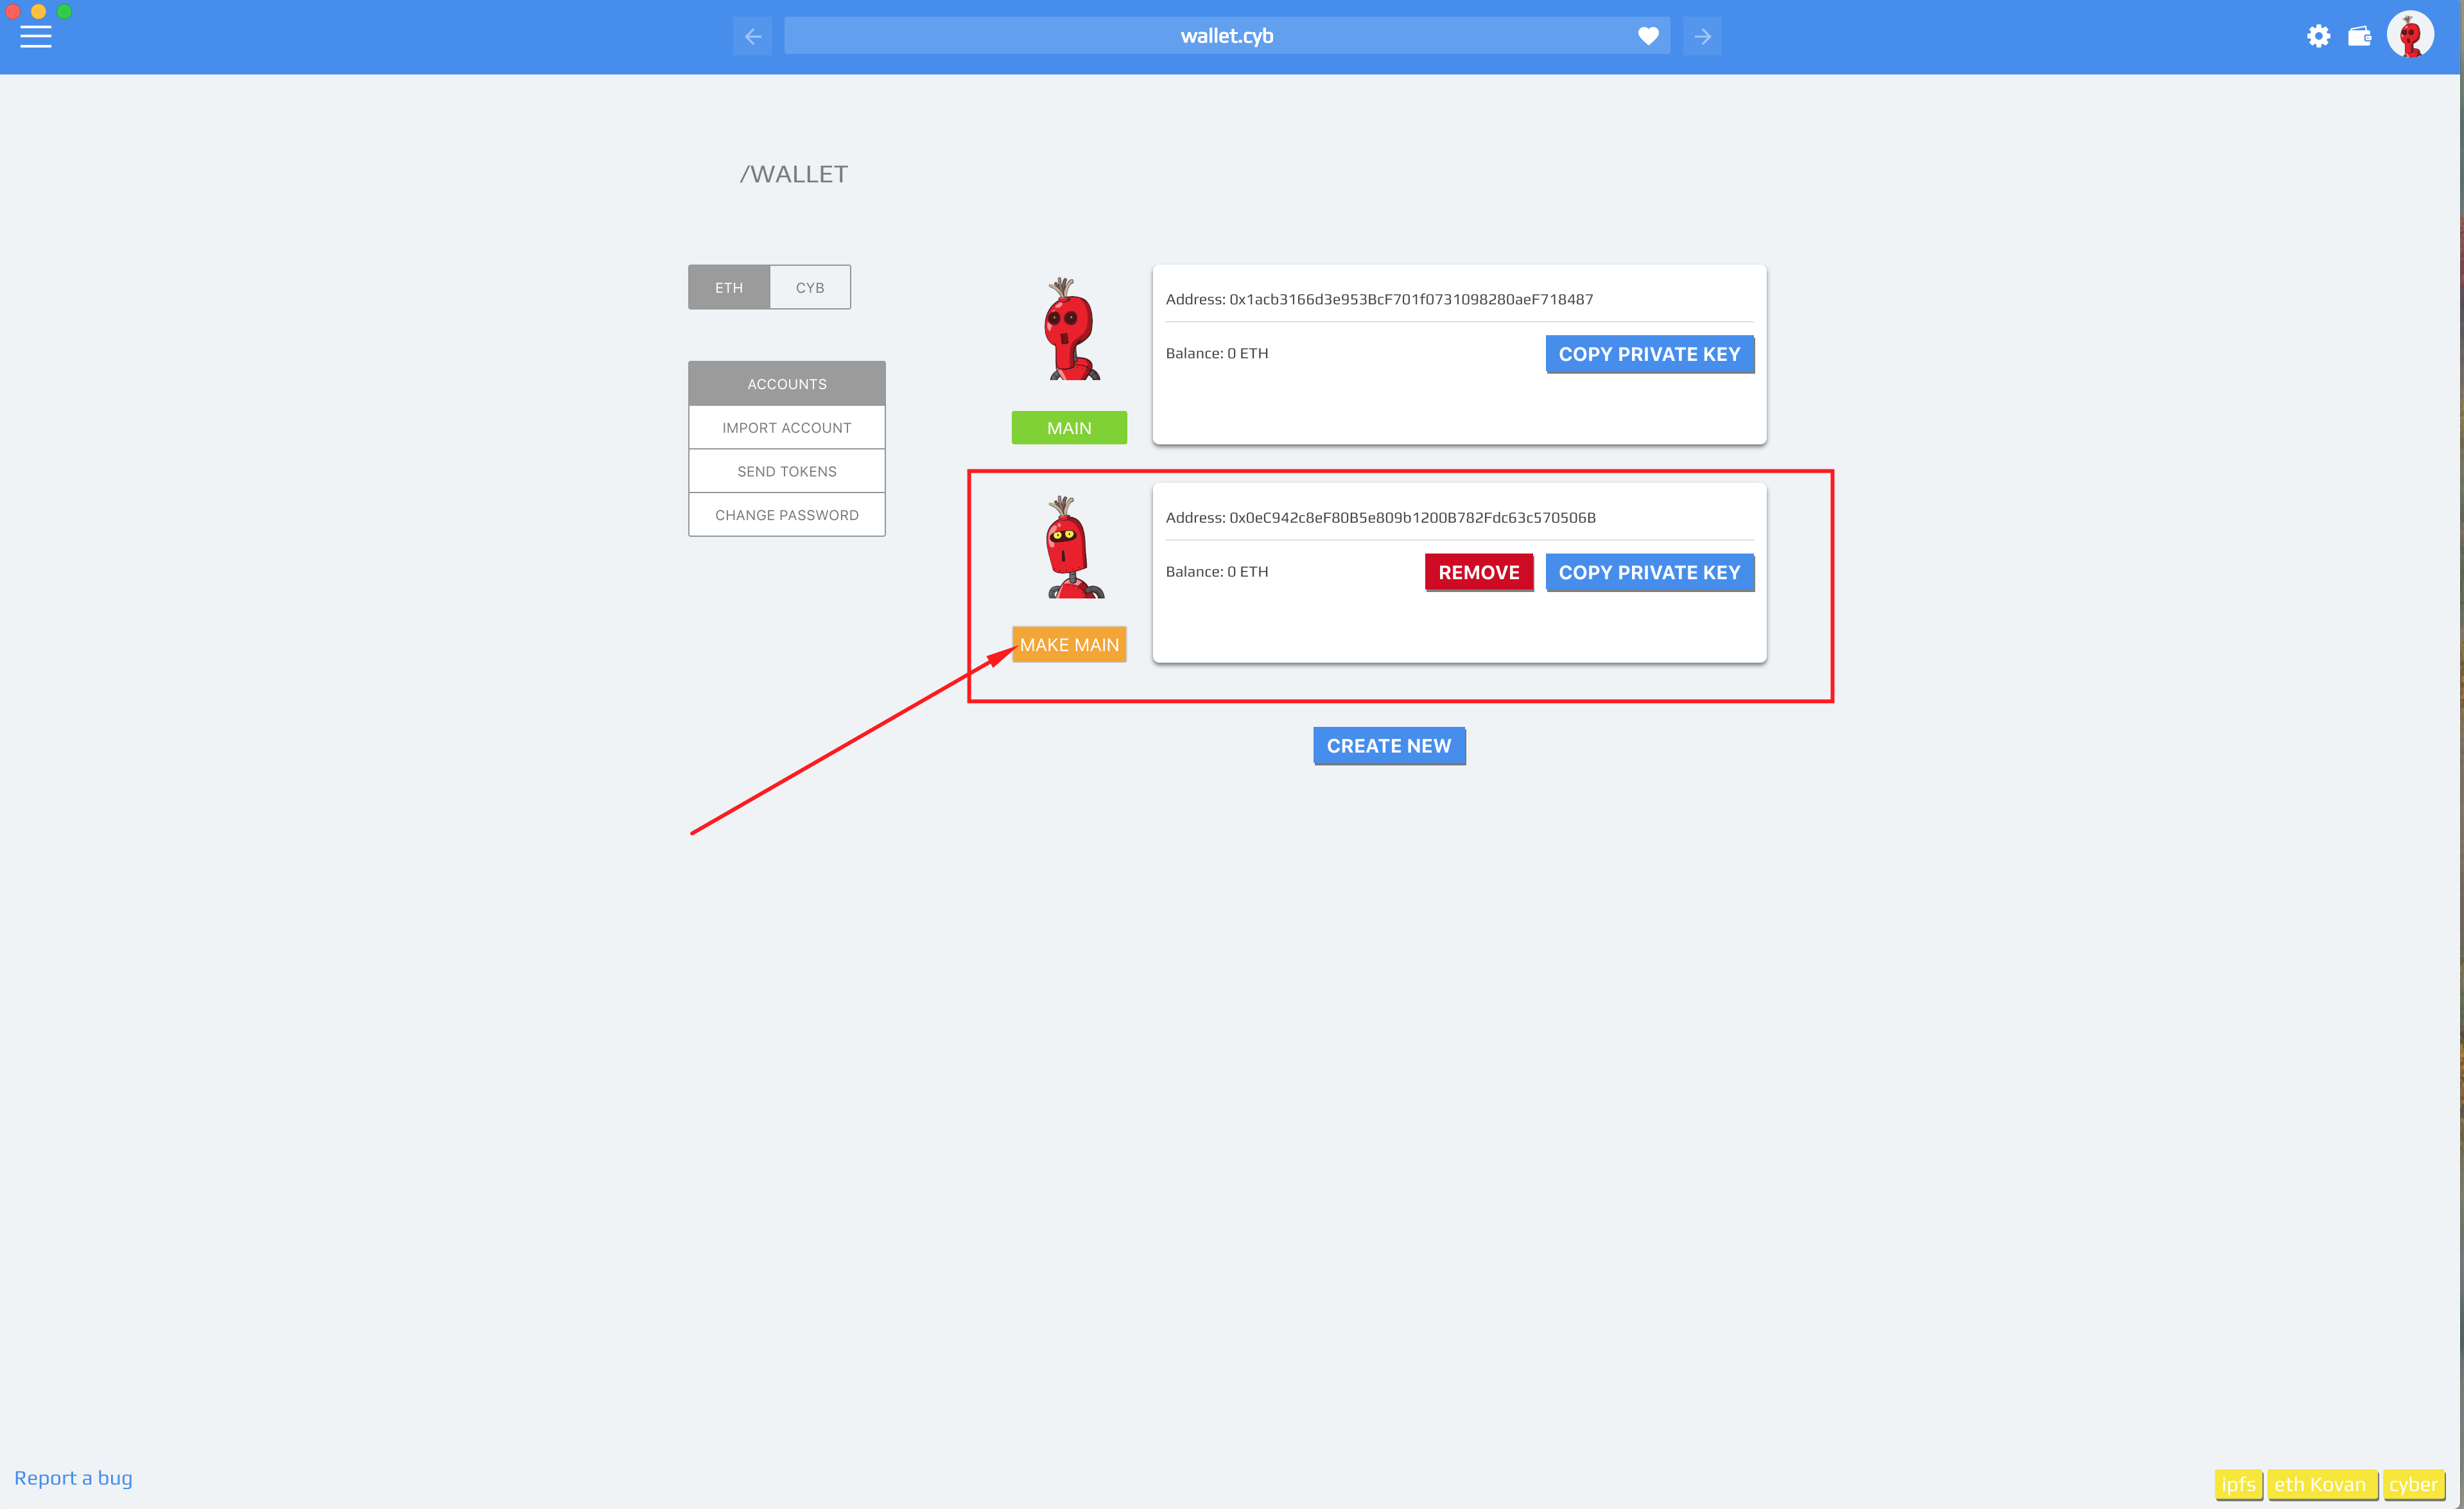 wallet.cyb
/WALLET
ETH
CYB
ACCOUNTS
IMPORT ACCOUNT
SEND TOKENS
CHANGE PASSWORD
MAIN
Address: 0x1acb3166d3e953BcF701f0731098280aeF718487
Balance: 0 ETH
COPY PRIVATE KEY
MAKE MAIN
Address: 0x0eC942c8eF80B5e809b1200B782Fdc63c570506B
Balance: 0 ETH
REMOVE
COPY PRIVATE KEY
CREATE NEW
Report a bug
ipfs
eth Kovan
cyber